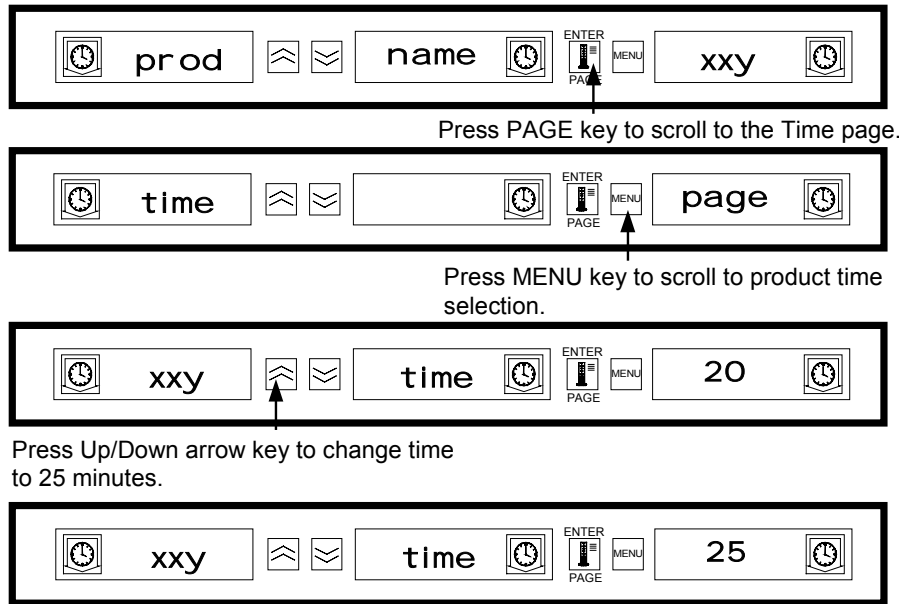 ENTER
prod name MENU xxy
PAGE
Press PAGE key to scroll to the Time page.
ENTER
time MENU page
PAGE
Press MENU key to scroll to product time
selection.
ENTER
xxy time MENU 20
PAGE
Press Up/Down arrow key to change time
to 25 minutes.
ENTER
xxy time MENU 25
PAGE